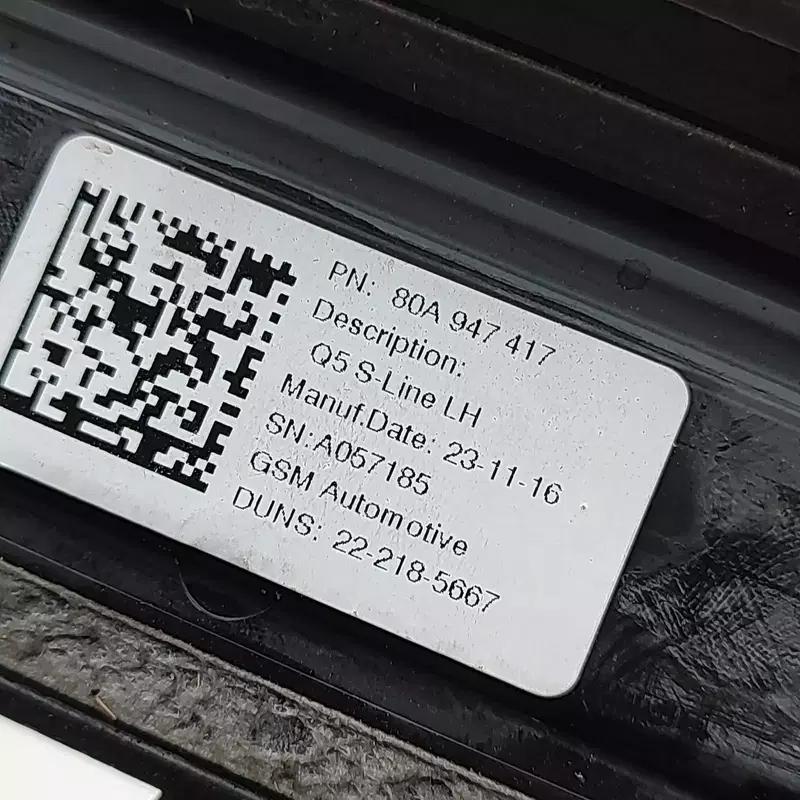 PN: 80A 947 417
Description:
Q5 S-Line LH
Manuf.Date: 23-11-16
SN:A057185
GSM Automotive
DUNS: 22-218-5667